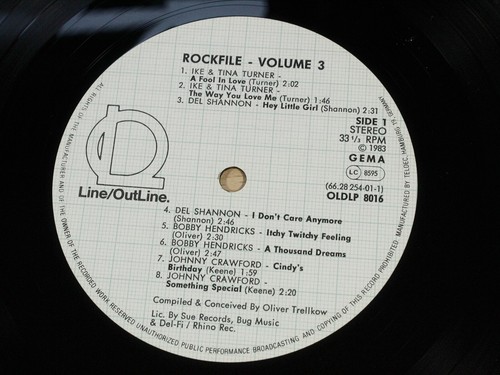 ROCKFILE - VOLUME 3
1. IKE & TINA TURNER -
A Fool In Love (Turner) 2:02
2. IKE & TINA TURNER -
The Way You Love Me (Turner) 1:46
3. DEL SHANNON - Hey Little Girl (Shannon) 2:31
SIDE 1
STEREO
33 1/3 RPM
© 1983
GEMA
LC 8595
(66.28 254-01-1)
OLDLP 8016
Line/OutLine.
4. DEL SHANNON - I Don't Care Anymore
(Shannon) 2:46
5. BOBBY HENDRICKS - Itchy Twitchy Feeling
(Oliver) 2:30
6. BOBBY HENDRICKS - A Thousand Dreams
(Oliver) 2:47
7. JOHNNY CRAWFORD - Cindy's
Birthday (Keene) 1:59
8. JOHNNY CRAWFORD -
Something Special (Keene) 2:20
Compiled & Conceived By Oliver Trellkow
Lic. By Sue Records, Bug Music
& Del-Fi / Rhino Rec.
ALL RIGHTS OF THE MANUFACTURER AND OF THE OWNER OF THE RECORDED WORK RESERVED UNAUTHORIZED PUBLIC PERFORMANCE BROADCASTING AND COPYING OF THIS RECORD PROHIBITED. MANUFACTURED BY TELDEC, HAMBURG 19, GERMANY